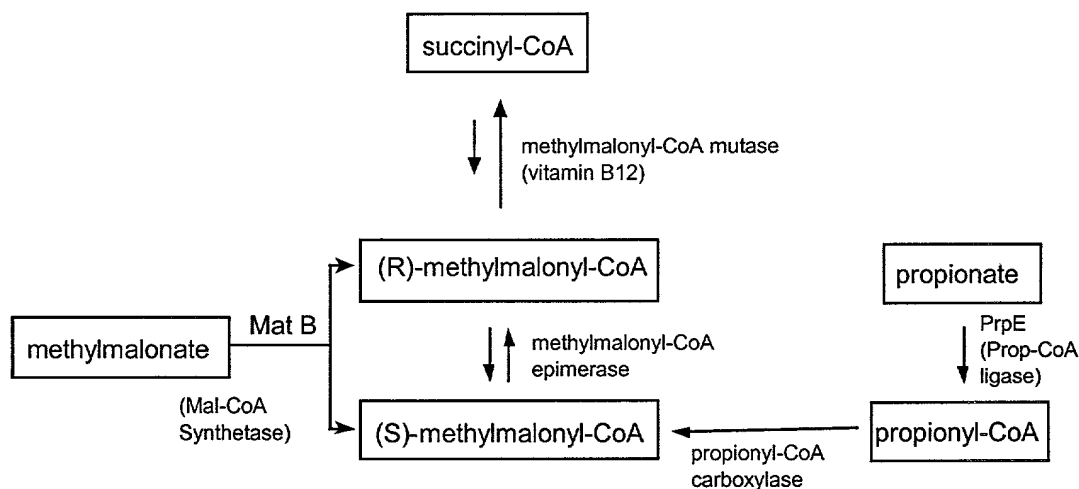 succinyl-CoA
methylmalonyl-CoA mutase
(vitamin B12)
(R)-methylmalonyl-CoA
propionate
Mat B
methylmalonate
(Mal-CoA
Synthetase)
methylmalonyl-CoA
epimerase
PrpE
(Prop-CoA
ligase)
(S)-methylmalonyl-CoA
propionyl-CoA
propionyl-CoA
carboxylase